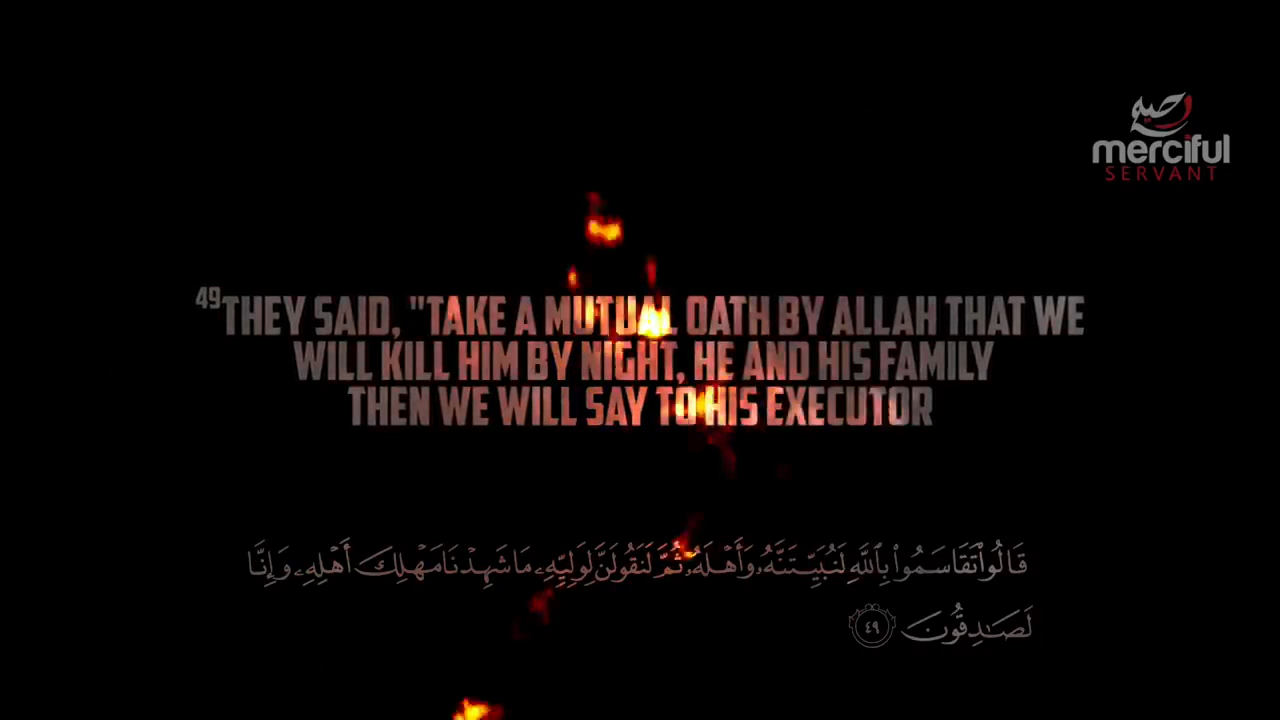 رحيم
merciful
SERVANT
49THEY SAID, "TAKE A MUTUAL OATH BY ALLAH THAT WE
WILL KILL HIM BY NIGHT, HE AND HIS FAMILY
THEN WE WILL SAY TO HIS EXECUTOR
قَالُوا۟ تَقَاسَمُوا۟ بِٱللَّهِ لَنُبَيِّتَنَّهُۥ وَأَهْلَهُۥ ثُمَّ لَنَقُولَنَّ لِوَلِيِّهِۦ مَا شَهِدْنَا مَهْلِكَ أَهْلِهِۦ وَإِنَّا
لَصَـٰدِقُونَ ٤٩